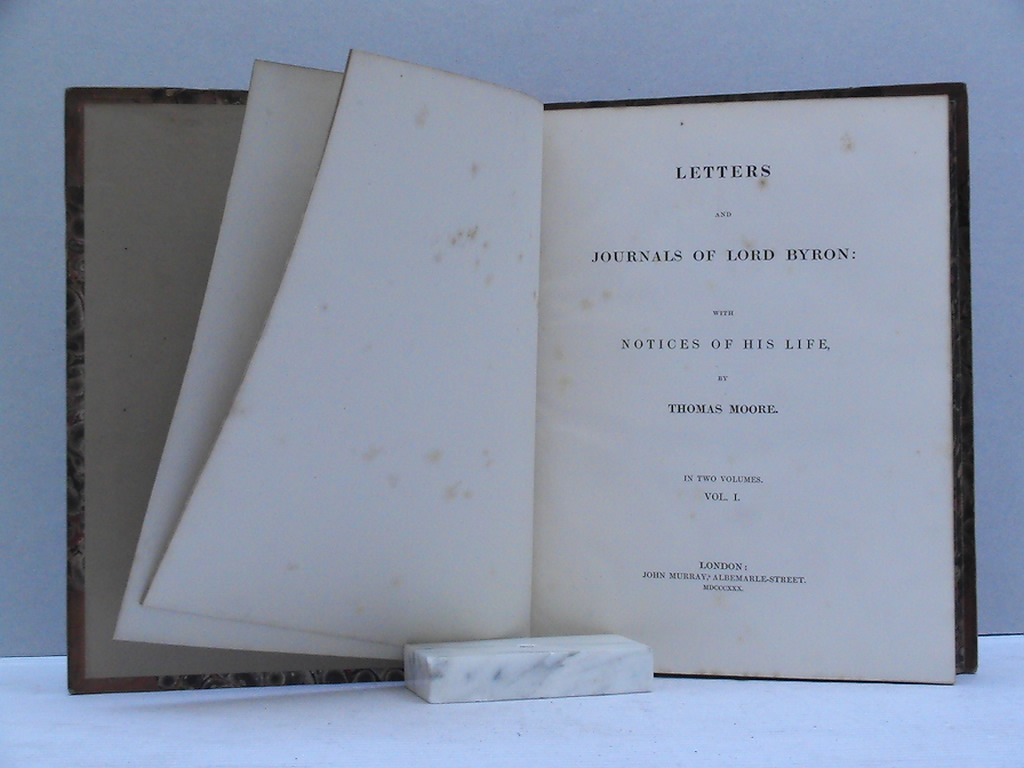 LETTERS
AND
JOURNALS OF LORD BYRON:
WITH
NOTICES OF HIS LIFE,
BY
THOMAS MOORE.
IN TWO VOLUMES.
VOL. I.
LONDON:
JOHN MURRAY, ALBEMARLE-STREET.
MDCCCXXX.